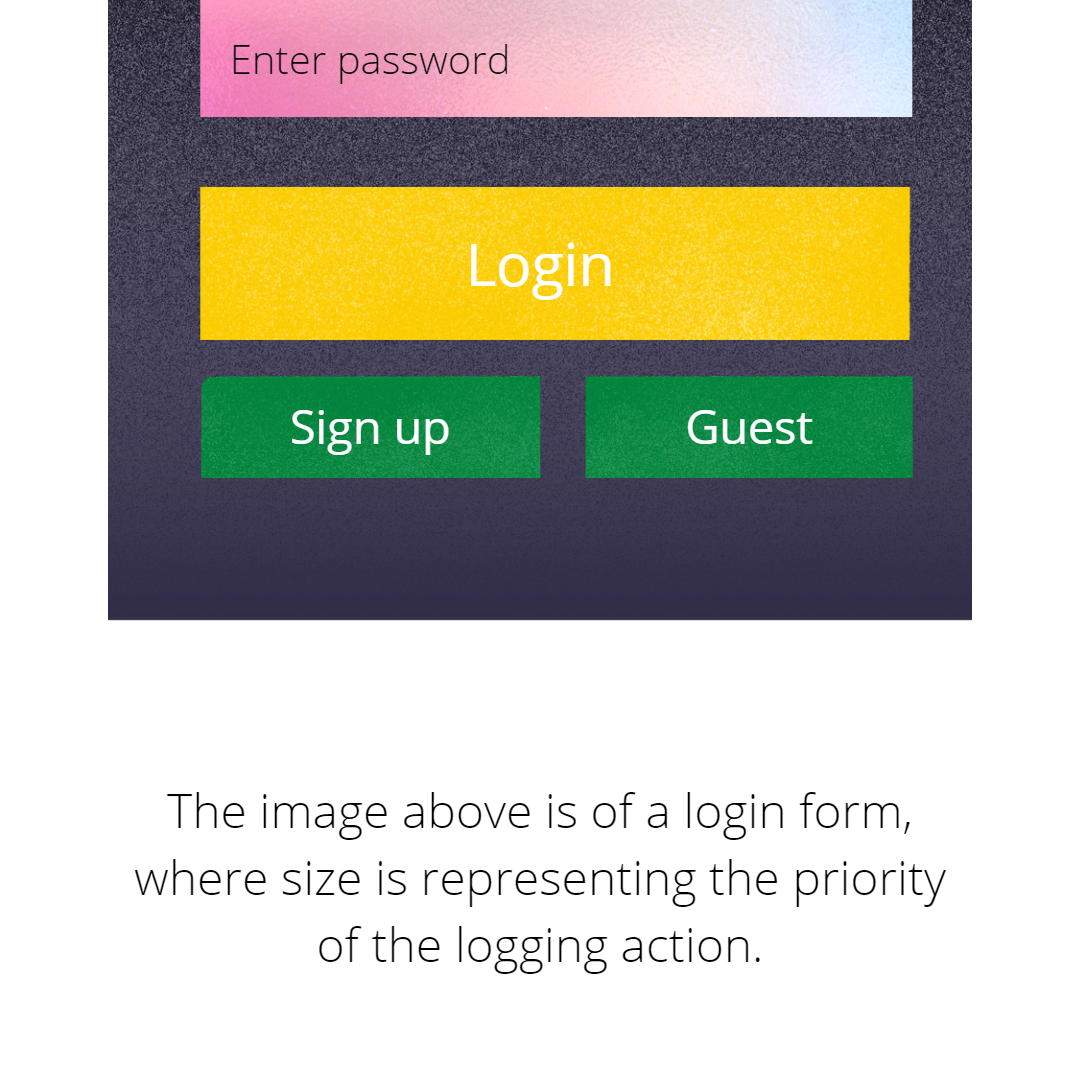 Enter password
Login
Sign up
Guest
The image above is of a login form,
where size is representing the priority
of the logging action.